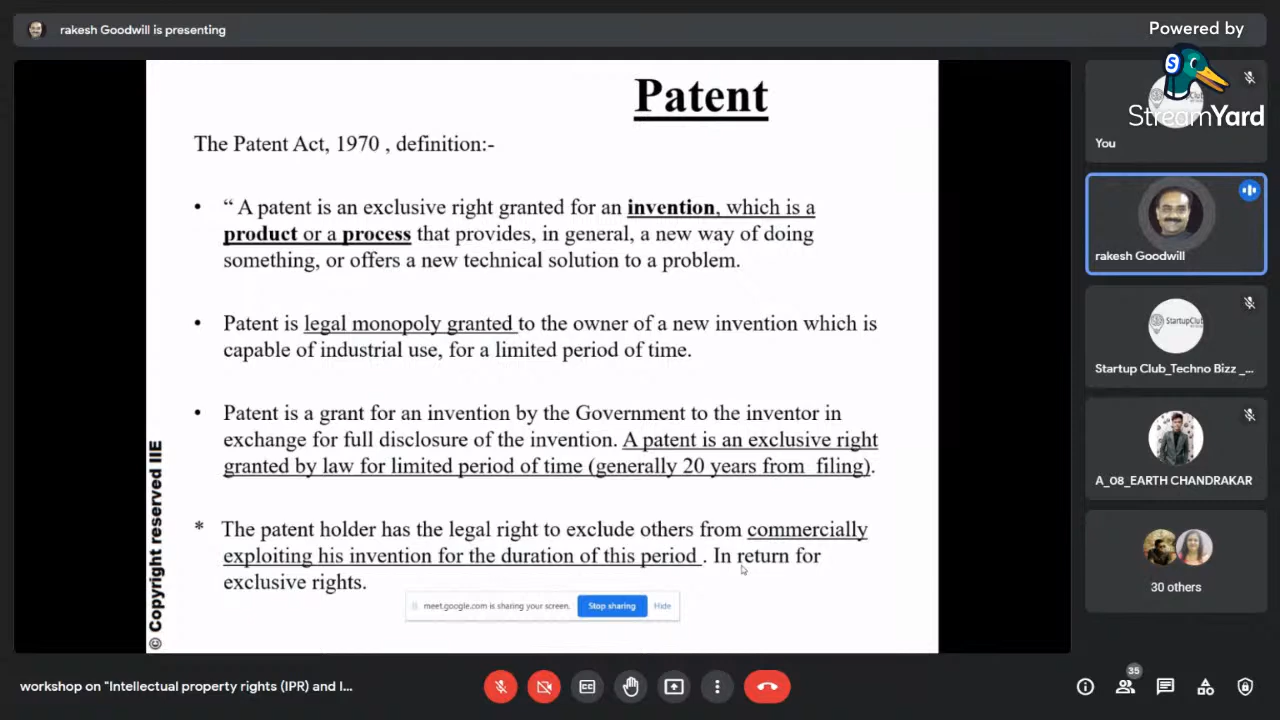 rakesh Goodwill is presenting
Powered by
StreamYard
S
Patent
The Patent Act, 1970 , definition:-
• “ A patent is an exclusive right granted for an invention, which is a
product or a process that provides, in general, a new way of doing
something, or offers a new technical solution to a problem.
• Patent is legal monopoly granted to the owner of a new invention which is
capable of industrial use, for a limited period of time.
• Patent is a grant for an invention by the Government to the inventor in
exchange for full disclosure of the invention. A patent is an exclusive right
granted by law for limited period of time (generally 20 years from filing).
* The patent holder has the legal right to exclude others from commercially
exploiting his invention for the duration of this period . In return for
exclusive rights.
© Copyright reserved IIE
meet.google.com is sharing your screen. Stop sharing Hide
You
rakesh Goodwill
StartupClub
Startup Club_Techno Bizz _...
A_08_EARTH CHANDRAKAR
30 others
workshop on "Intellectual property rights (IPR) and I...
CC
35